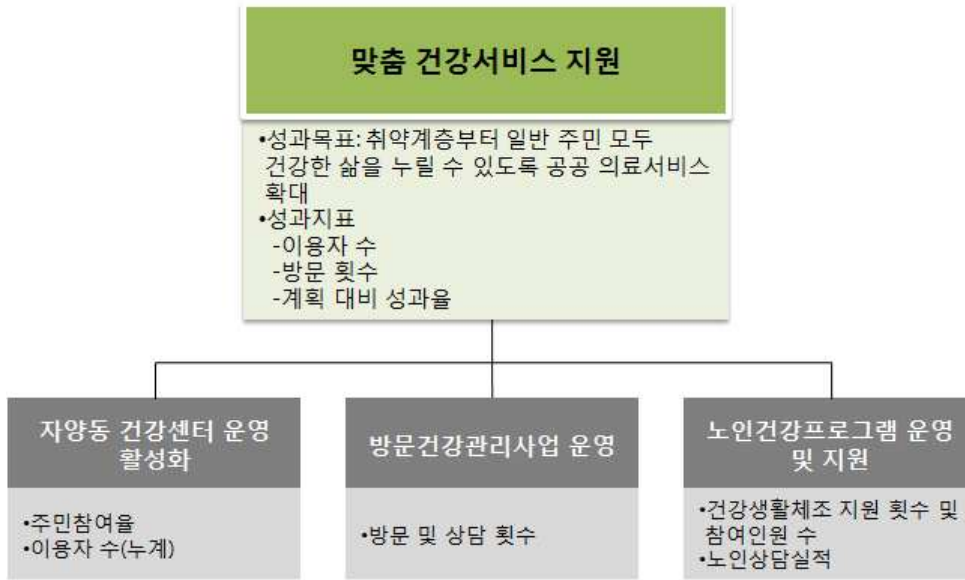 맞춤 건강서비스 지원
•성과목표: 취약계층부터 일반 주민 모두
건강한 삶을 누릴 수 있도록 공공 의료서비스
확대
•성과지표
-이용자 수
-방문 횟수
-계획 대비 성과율
자양동 건강센터 운영
활성화
•주민참여율
•이용자 수(누계)
방문건강관리사업 운영
•방문 및 상담 횟수
노인건강프로그램 운영
및 지원
•건강생활체조 지원 횟수 및
참여인원 수
•노인상담실적